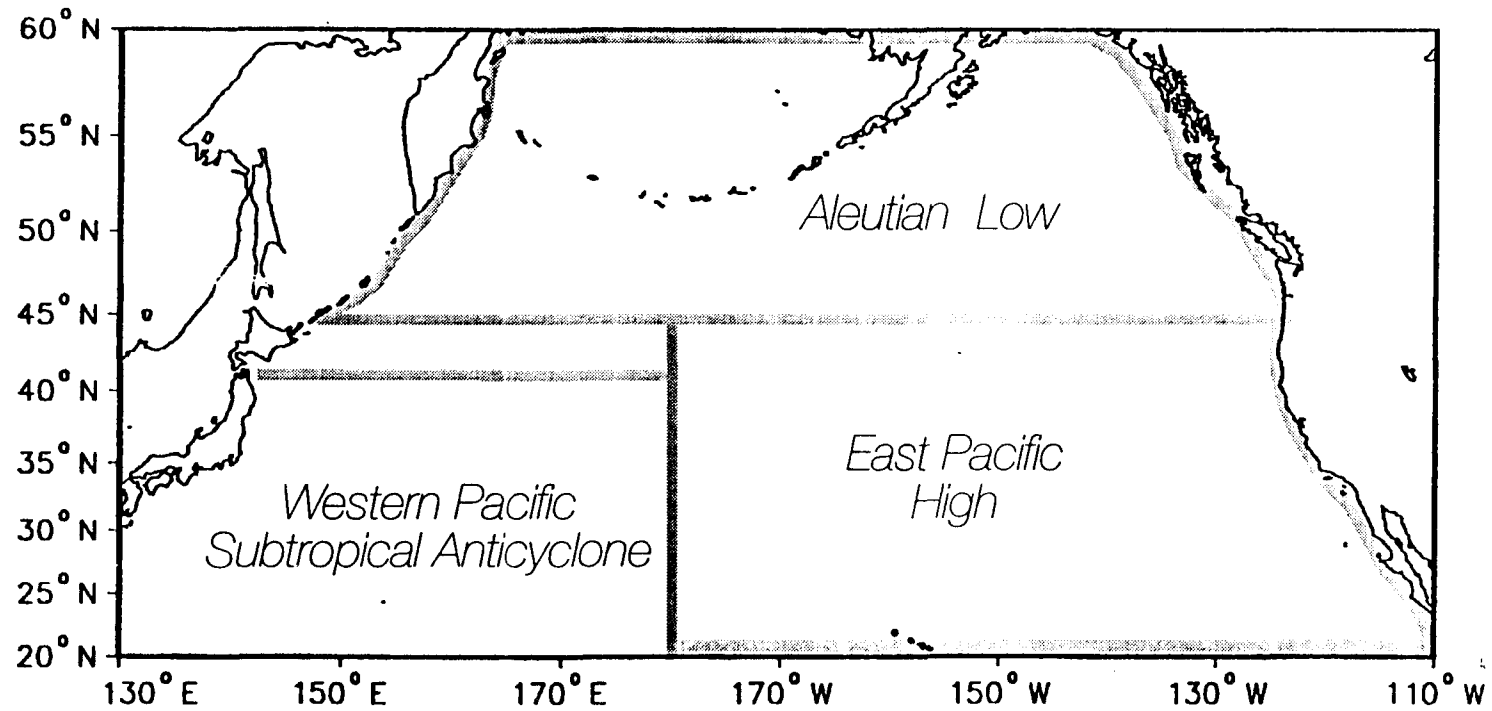 60° N
55° N
50° N
45° N
40° N
35° N
30° N
25° N
20° N
Aleutian Low
East Pacific
High
Western Pacific
Subtropical Anticyclone
130° E 150° E 170° E 170° W 150° W 130° W 110° W